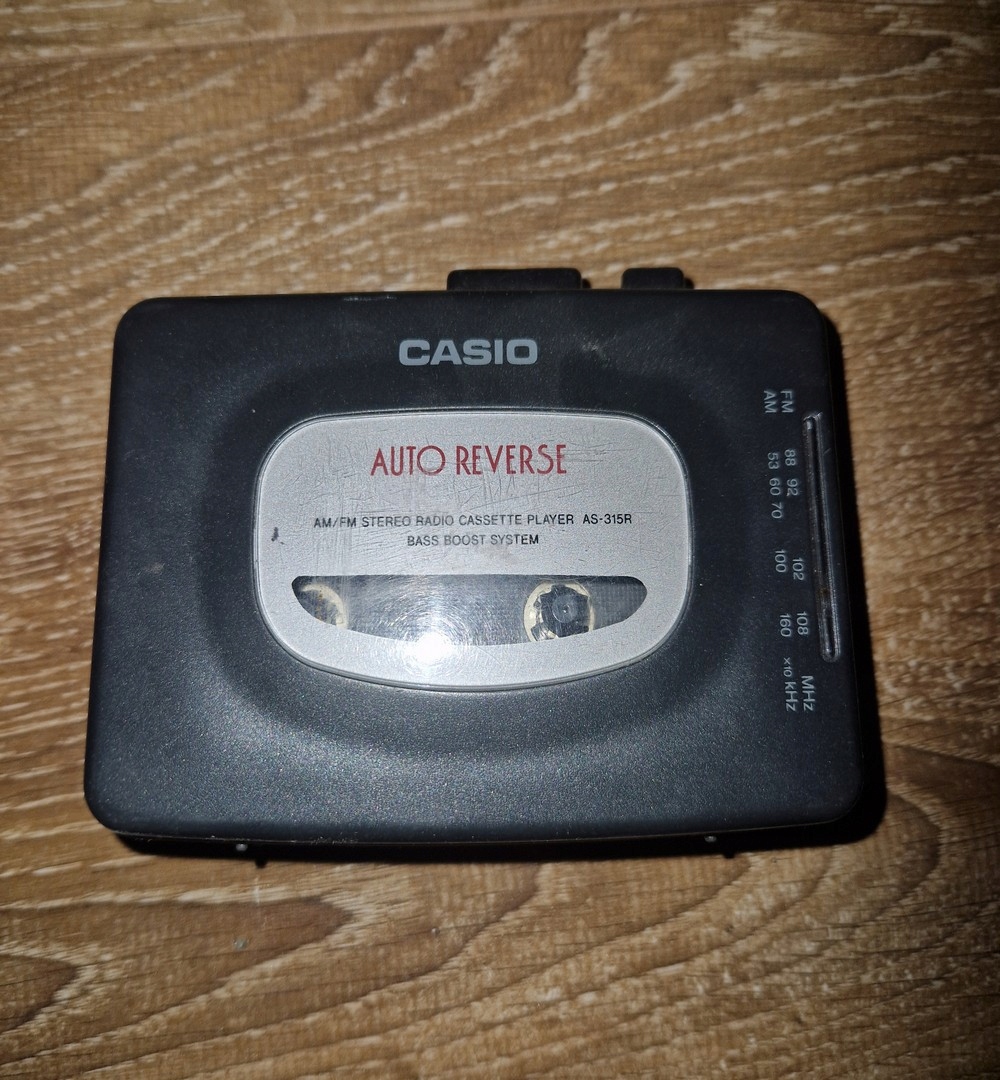 CASIO
AUTO REVERSE
AM/FM STEREO RADIO CASSETTE PLAYER AS-315R
BASS BOOST SYSTEM
FM 88 92 102 108 MHz
AM 53 60 70 100 160 x10 KHz